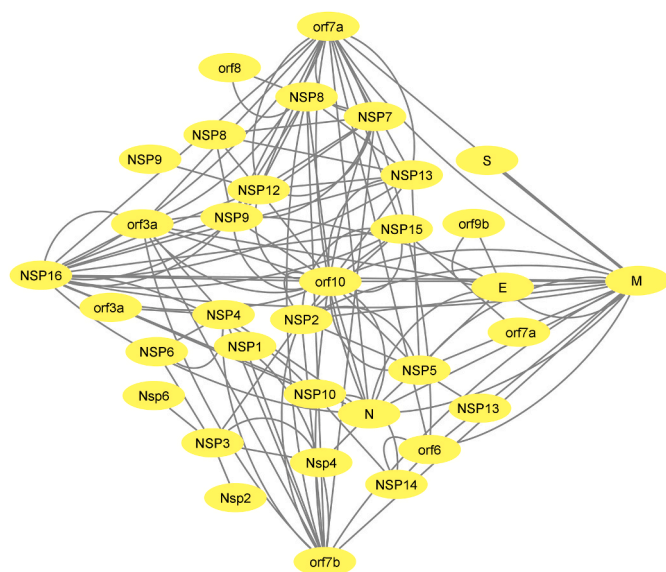 orf7a
orf8
NSP8
NSP7
NSP8
NSP9
S
NSP12
NSP13
orf3a
NSP9
NSP15
orf9b
NSP16
orf10
E
M
orf3a
NSP4
NSP2
orf7a
NSP6
NSP1
NSP5
Nsp6
NSP10
N
NSP13
NSP3
Nsp4
orf6
NSP14
Nsp2
orf7b